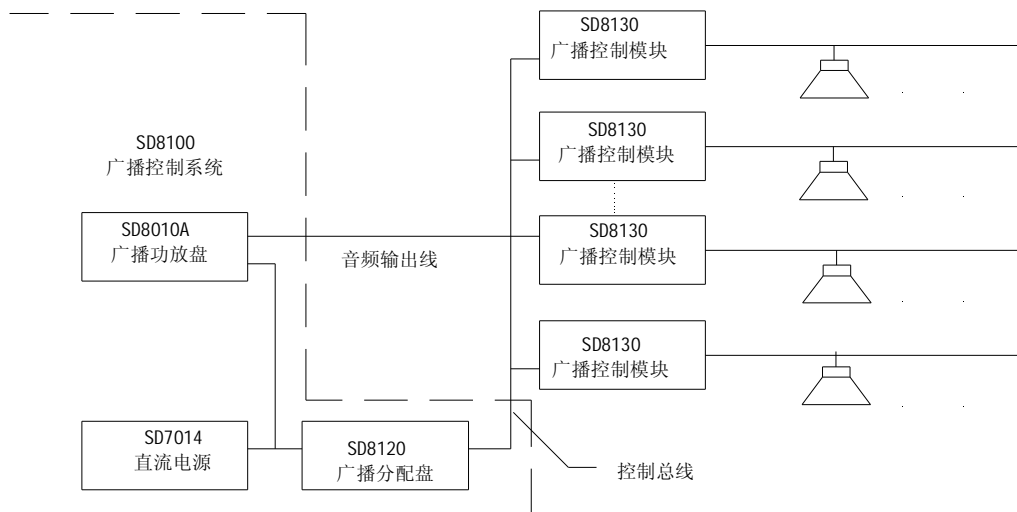 SD8130
广播控制模块
SD8130
广播控制模块
SD8100
广播控制系统
SD8010A
广播功放盘
音频输出线
SD8130
广播控制模块
SD8130
广播控制模块
SD7014
直流电源
SD8120
广播分配盘
控制总线